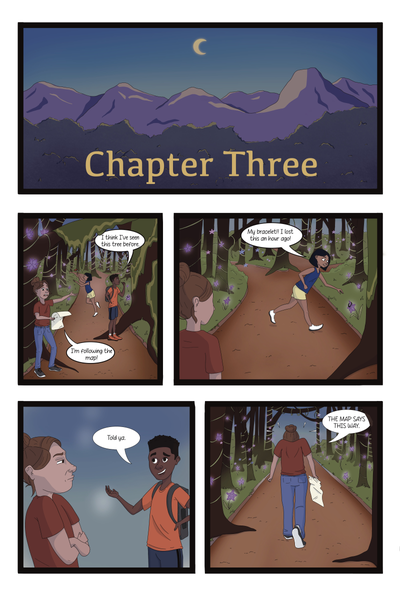 Chapter Three
I think I've seen
this tree before
I'm following the
map!
My bracelet!! I lost
this an hour ago!
Told ya.
THE MAP SAYS
THIS WAY.